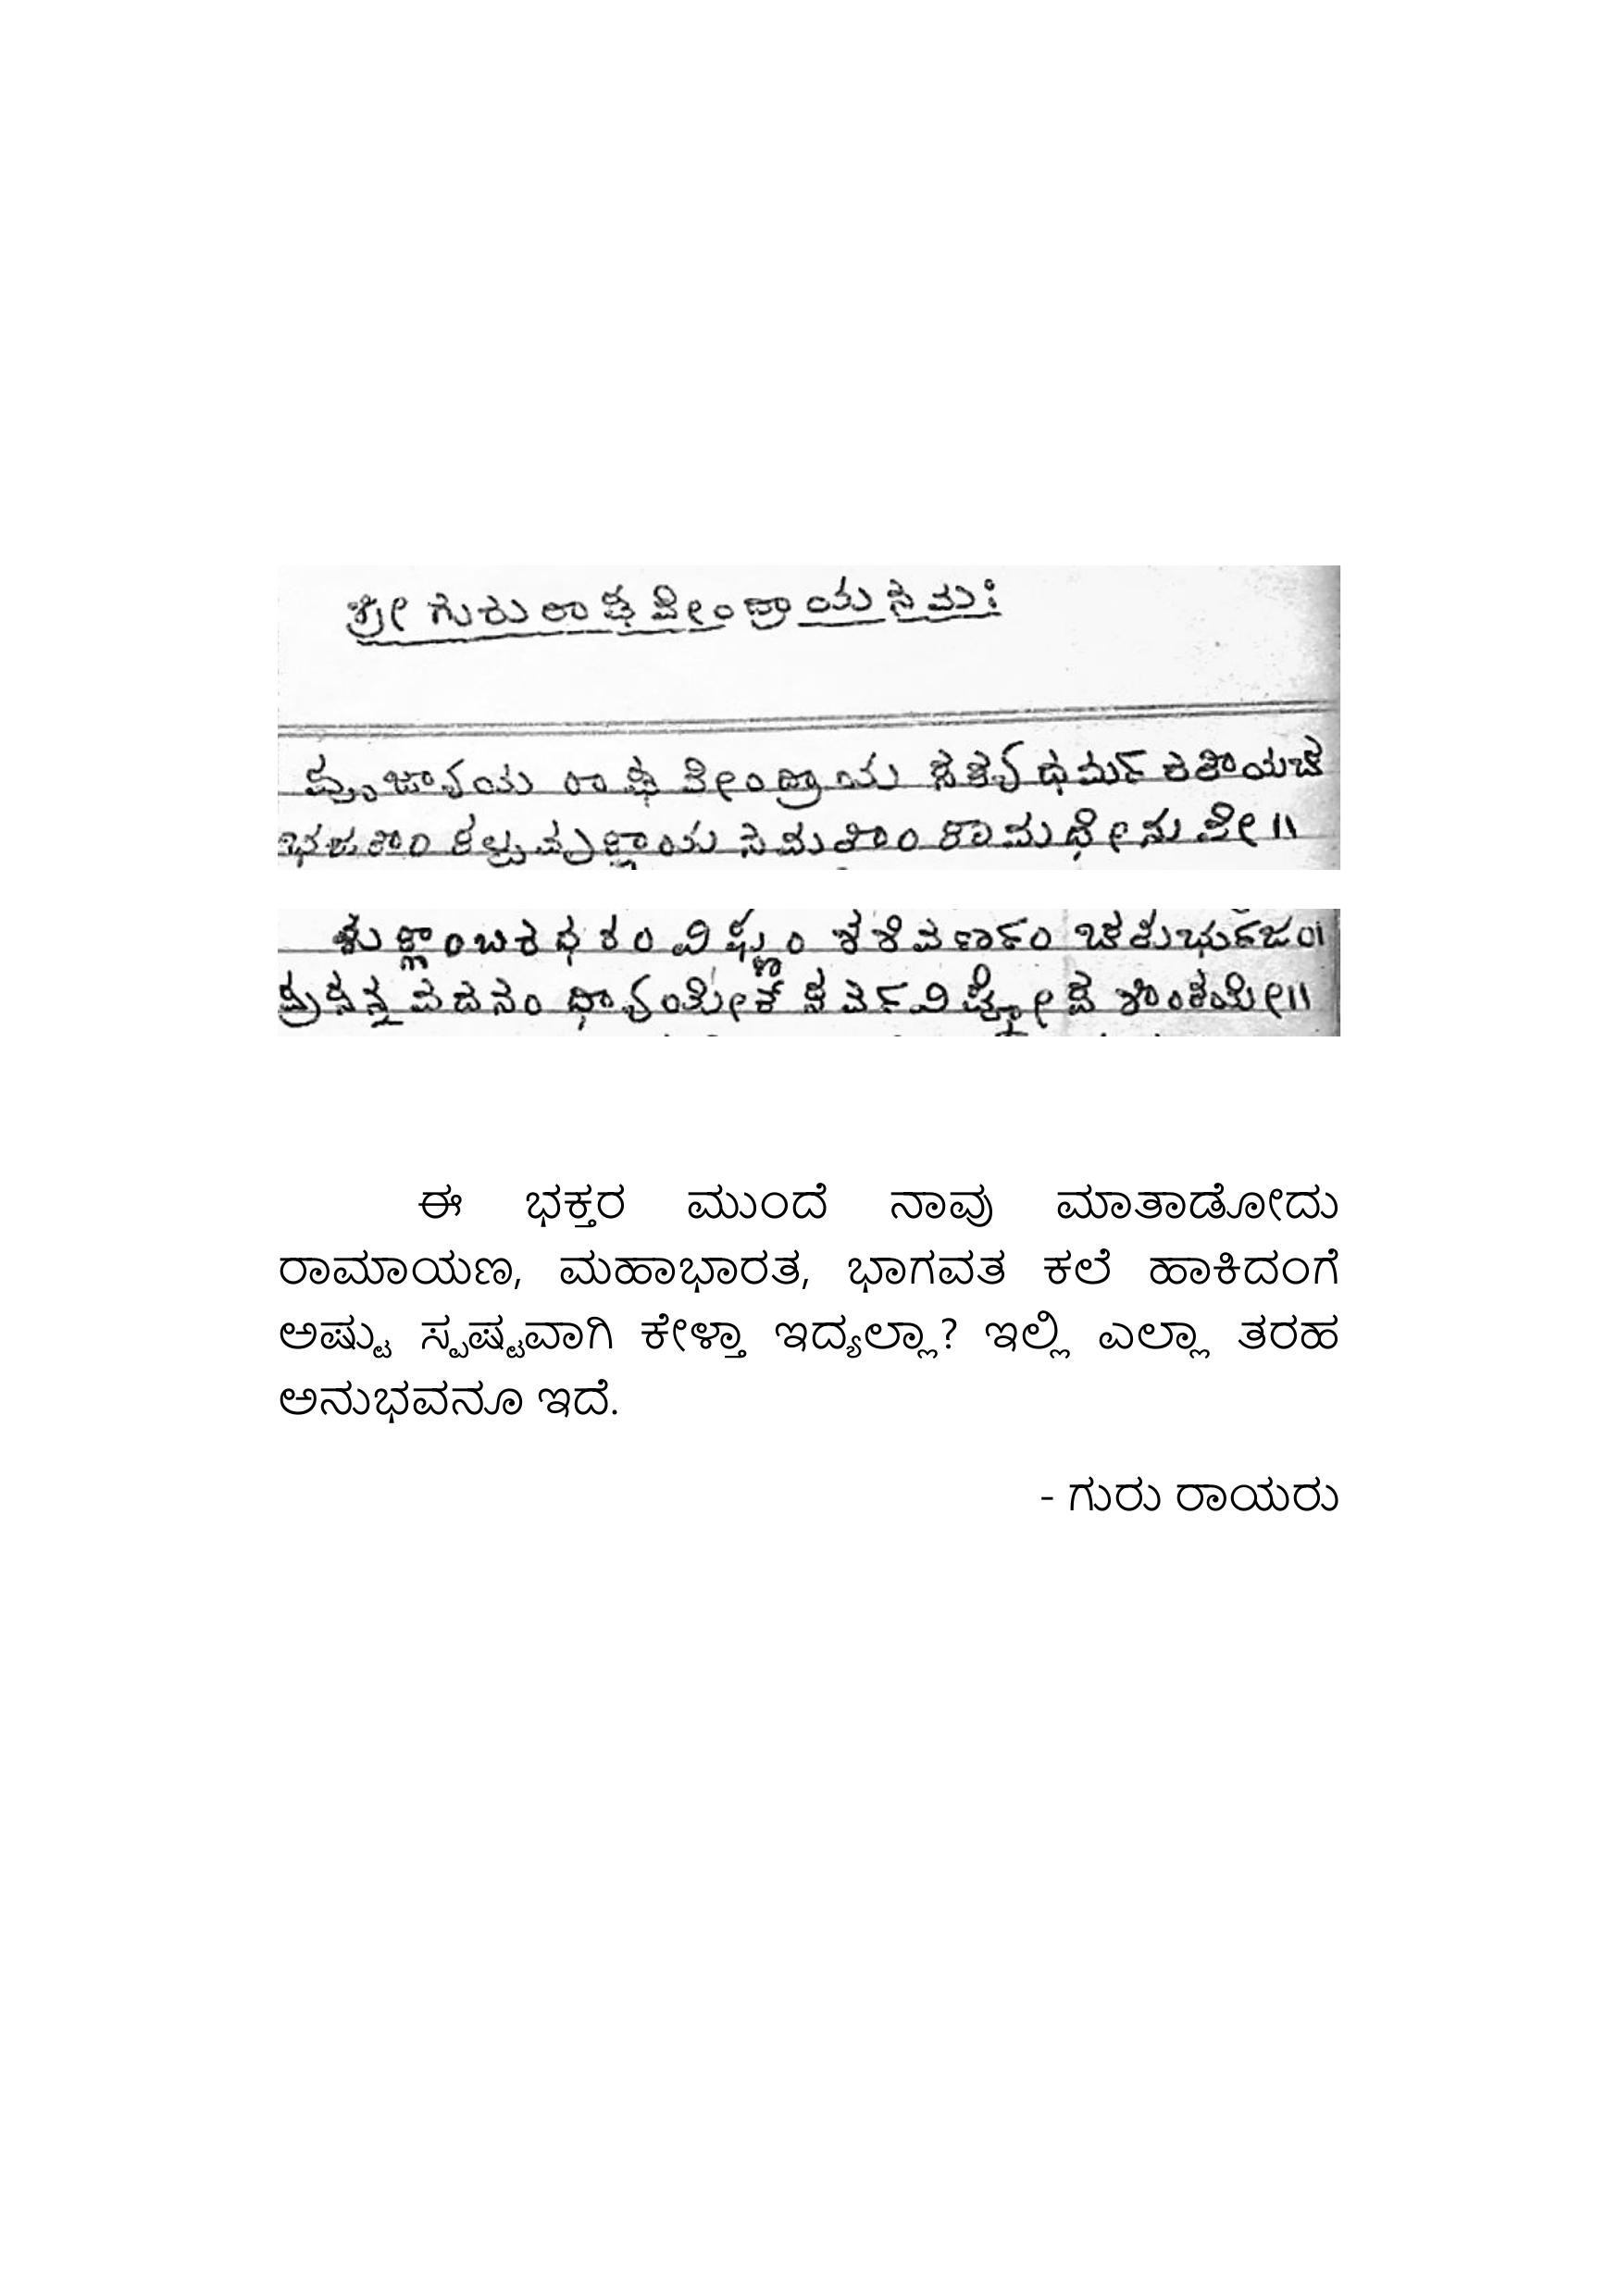 ಶ್ರೀ ಗುರು ರಾಘವೇಂದ್ರಾಯ ನಮಃ
ಪೂಜ್ಯಾಯ ರಾಘವೇಂದ್ರಾಯ ಸತ್ಯಧರ್ಮ ರತಾಯಚ
ಭಜತಾಂ ಕಲ್ಪವೃಕ್ಷಾಯ ನಮತಾಂ ಕಾಮಧೇನುವೇ॥
ಶುಕ್ಲಾಂಬರಧರಂ ವಿಷ್ಣುಂ ಶಶಿವರ್ಣಂ ಚತುರ್ಭುಜಂ।
ಪ್ರಸನ್ನ ವದನಂ ಧ್ಯಾಯೇತ್ ಸರ್ವವಿಘ್ನೋಪ ಶಾಂತಯೇ॥
ಈ ಭಕ್ತರ ಮುಂದೆ ನಾವು ಮಾತಾಡೋದು
ರಾಮಾಯಣ, ಮಹಾಭಾರತ, ಭಾಗವತ ಕಲೆ ಹಾಕಿದಂಗೆ
ಅಷ್ಟು ಸ್ಪಷ್ಟವಾಗಿ ಕೇಳ್ತಾ ಇದ್ಯಲ್ಲಾ? ಇಲ್ಲಿ ಎಲ್ಲಾ ತರಹ
ಅನುಭವನೂ ಇದೆ.
- ಗುರು ರಾಯರು